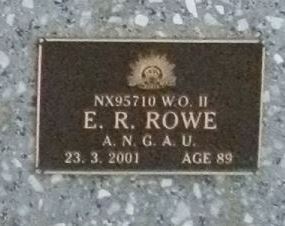 NX95710 W.O. II
E. R. ROWE
A. N. G. A. U.
23. 3. 2001 AGE 89